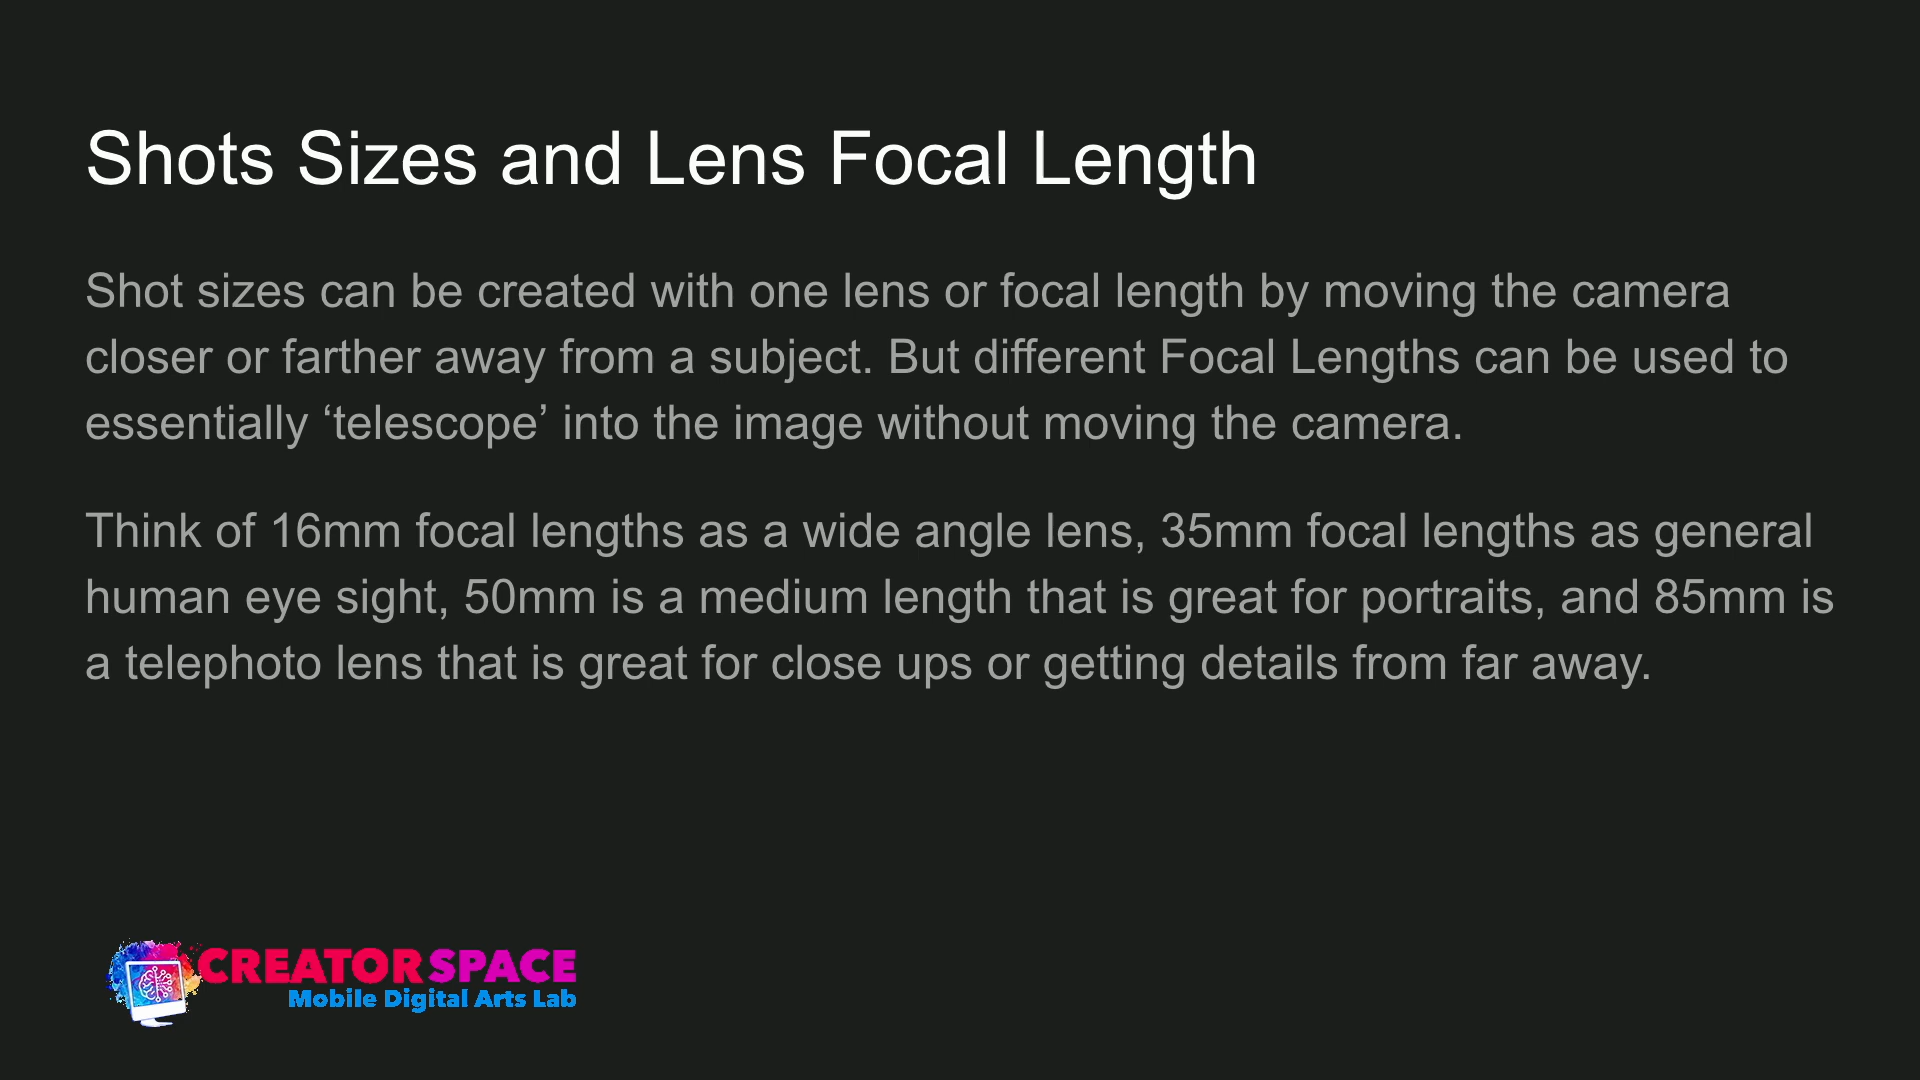 Shots Sizes and Lens Focal Length
Shot sizes can be created with one lens or focal length by moving the camera
closer or farther away from a subject. But different Focal Lengths can be used to
essentially ‘telescope’ into the image without moving the camera.
Think of 16mm focal lengths as a wide angle lens, 35mm focal lengths as general
human eye sight, 50mm is a medium length that is great for portraits, and 85mm is
a telephoto lens that is great for close ups or getting details from far away.
CREATORSPACE
Mobile Digital Arts Lab